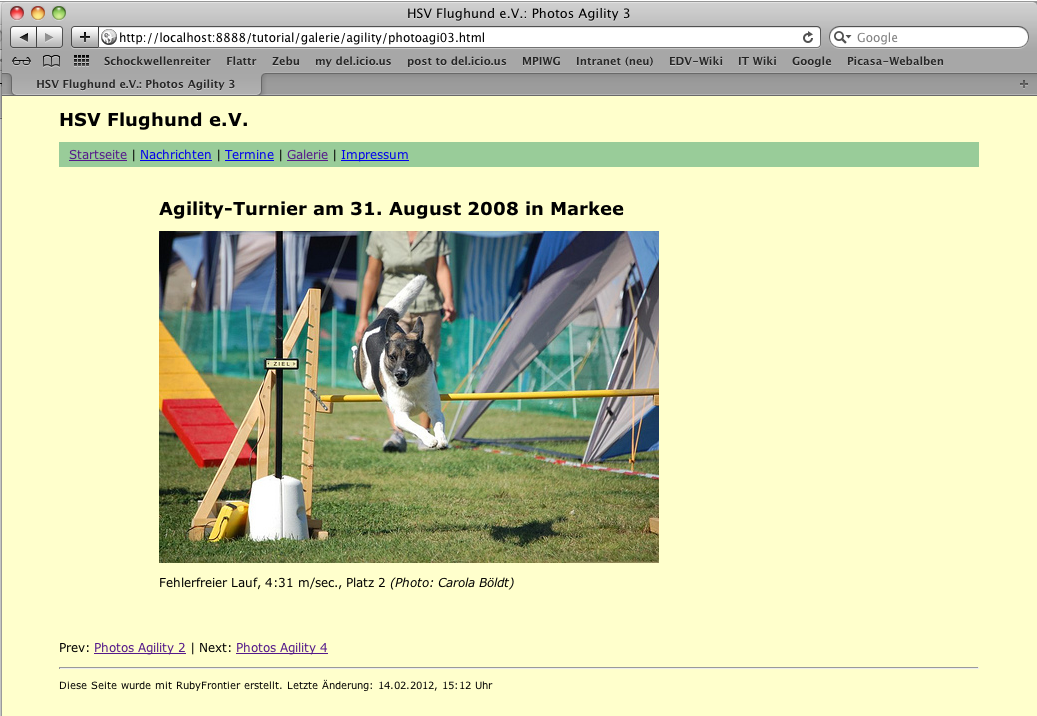 HSV Flughund e.V.: Photos Agility 3
http://localhost:8888/tutorial/galerie/agility/photoagi03.html
Google
Schockwellenreiter Flattr Zebu my del.icio.us post to del.icio.us MPIWG Intranet (neu) EDV-Wiki IT Wiki Google Picasa-Webalben
HSV Flughund e.V.: Photos Agility 3
HSV Flughund e.V.
Startseite | Nachrichten | Termine | Galerie | Impressum
Agility-Turnier am 31. August 2008 in Markee
ZIEL
Fehlerfreier Lauf, 4:31 m/sec., Platz 2 (Photo: Carola Böldt)
Prev: Photos Agility 2 | Next: Photos Agility 4
Diese Seite wurde mit RubyFrontier erstellt. Letzte Änderung: 14.02.2012, 15:12 Uhr